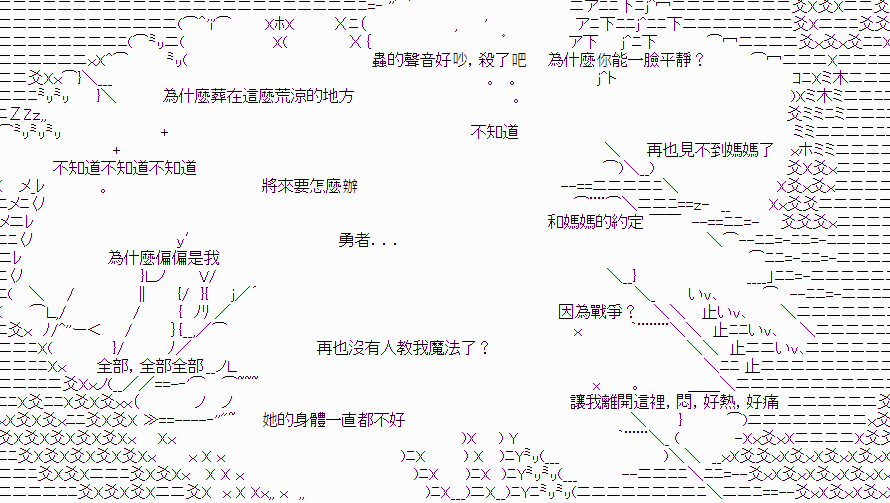 蟲的聲音好吵，殺了吧　為什麼你能一臉平靜？
為什麼葬在這麼荒涼的地方
不知道
再也見不到媽媽了
不知道不知道不知道
將來要怎麼辦
和媽媽的約定
勇者...
為什麼偏偏是我
因為戰爭？
再也沒有人教我魔法了？
全部，全部全部
讓我離開這裡，悶，好熱，好痛
她的身體一直都不好